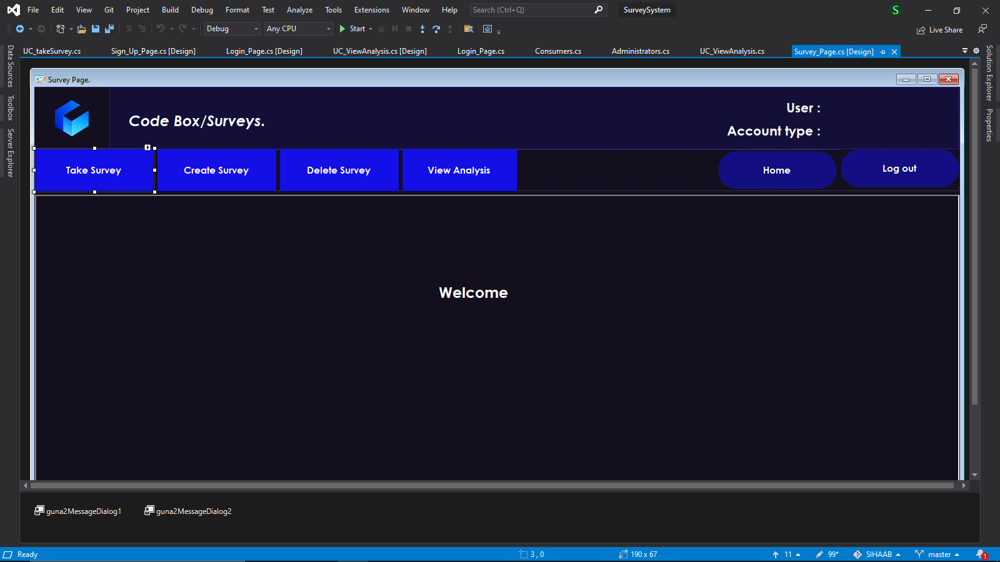 File Edit View Git Project Build Debug Format Test Analyze Tools Extensions Window Help Search (Ctrl+Q) SurveySystem S
Debug Any CPU Start Live Share
UC_takeSurvey.cs Sign_Up_Page.cs [Design] Login_Page.cs [Design] UC_ViewAnalysis.cs [Design] Login_Page.cs Consumers.cs Administrators.cs UC_ViewAnalysis.cs Survey_Page.cs [Design]
Data Sources
Toolbox
Server Explorer
Solution Explorer
Properties
Survey Page.
Code Box/Surveys.
User :
Account type :
Take Survey Create Survey Delete Survey View Analysis Home Log out
Welcome
guna2MessageDialog1 guna2MessageDialog2
Ready 3 , 0 190 x 67 11 99* SIHAAB master 1